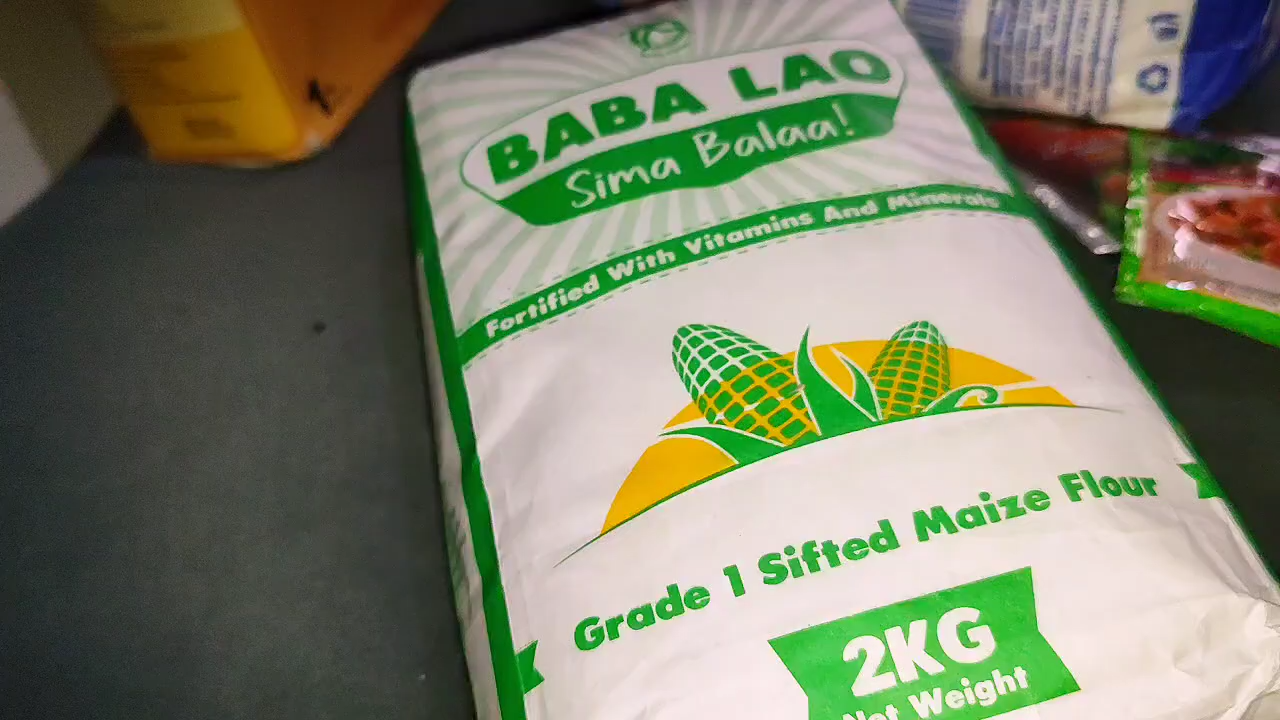 BABA LAO
Sima Balaa!
Fortified With Vitamins And Minerals
Grade 1 Sifted Maize Flour
2KG
Net Weight